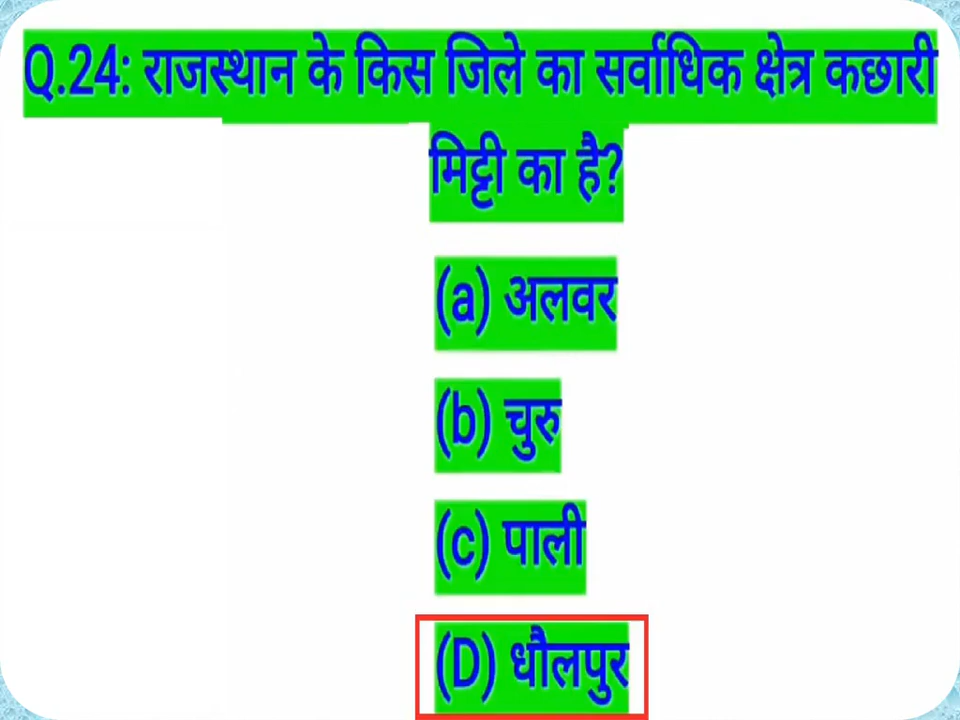 Q.24: राजस्थान के किस जिले का सर्वाधिक क्षेत्र कछारी
मिट्टी का है?
(a) अलवर
(b) चुरु
(c) पाली
(D) धौलपुर